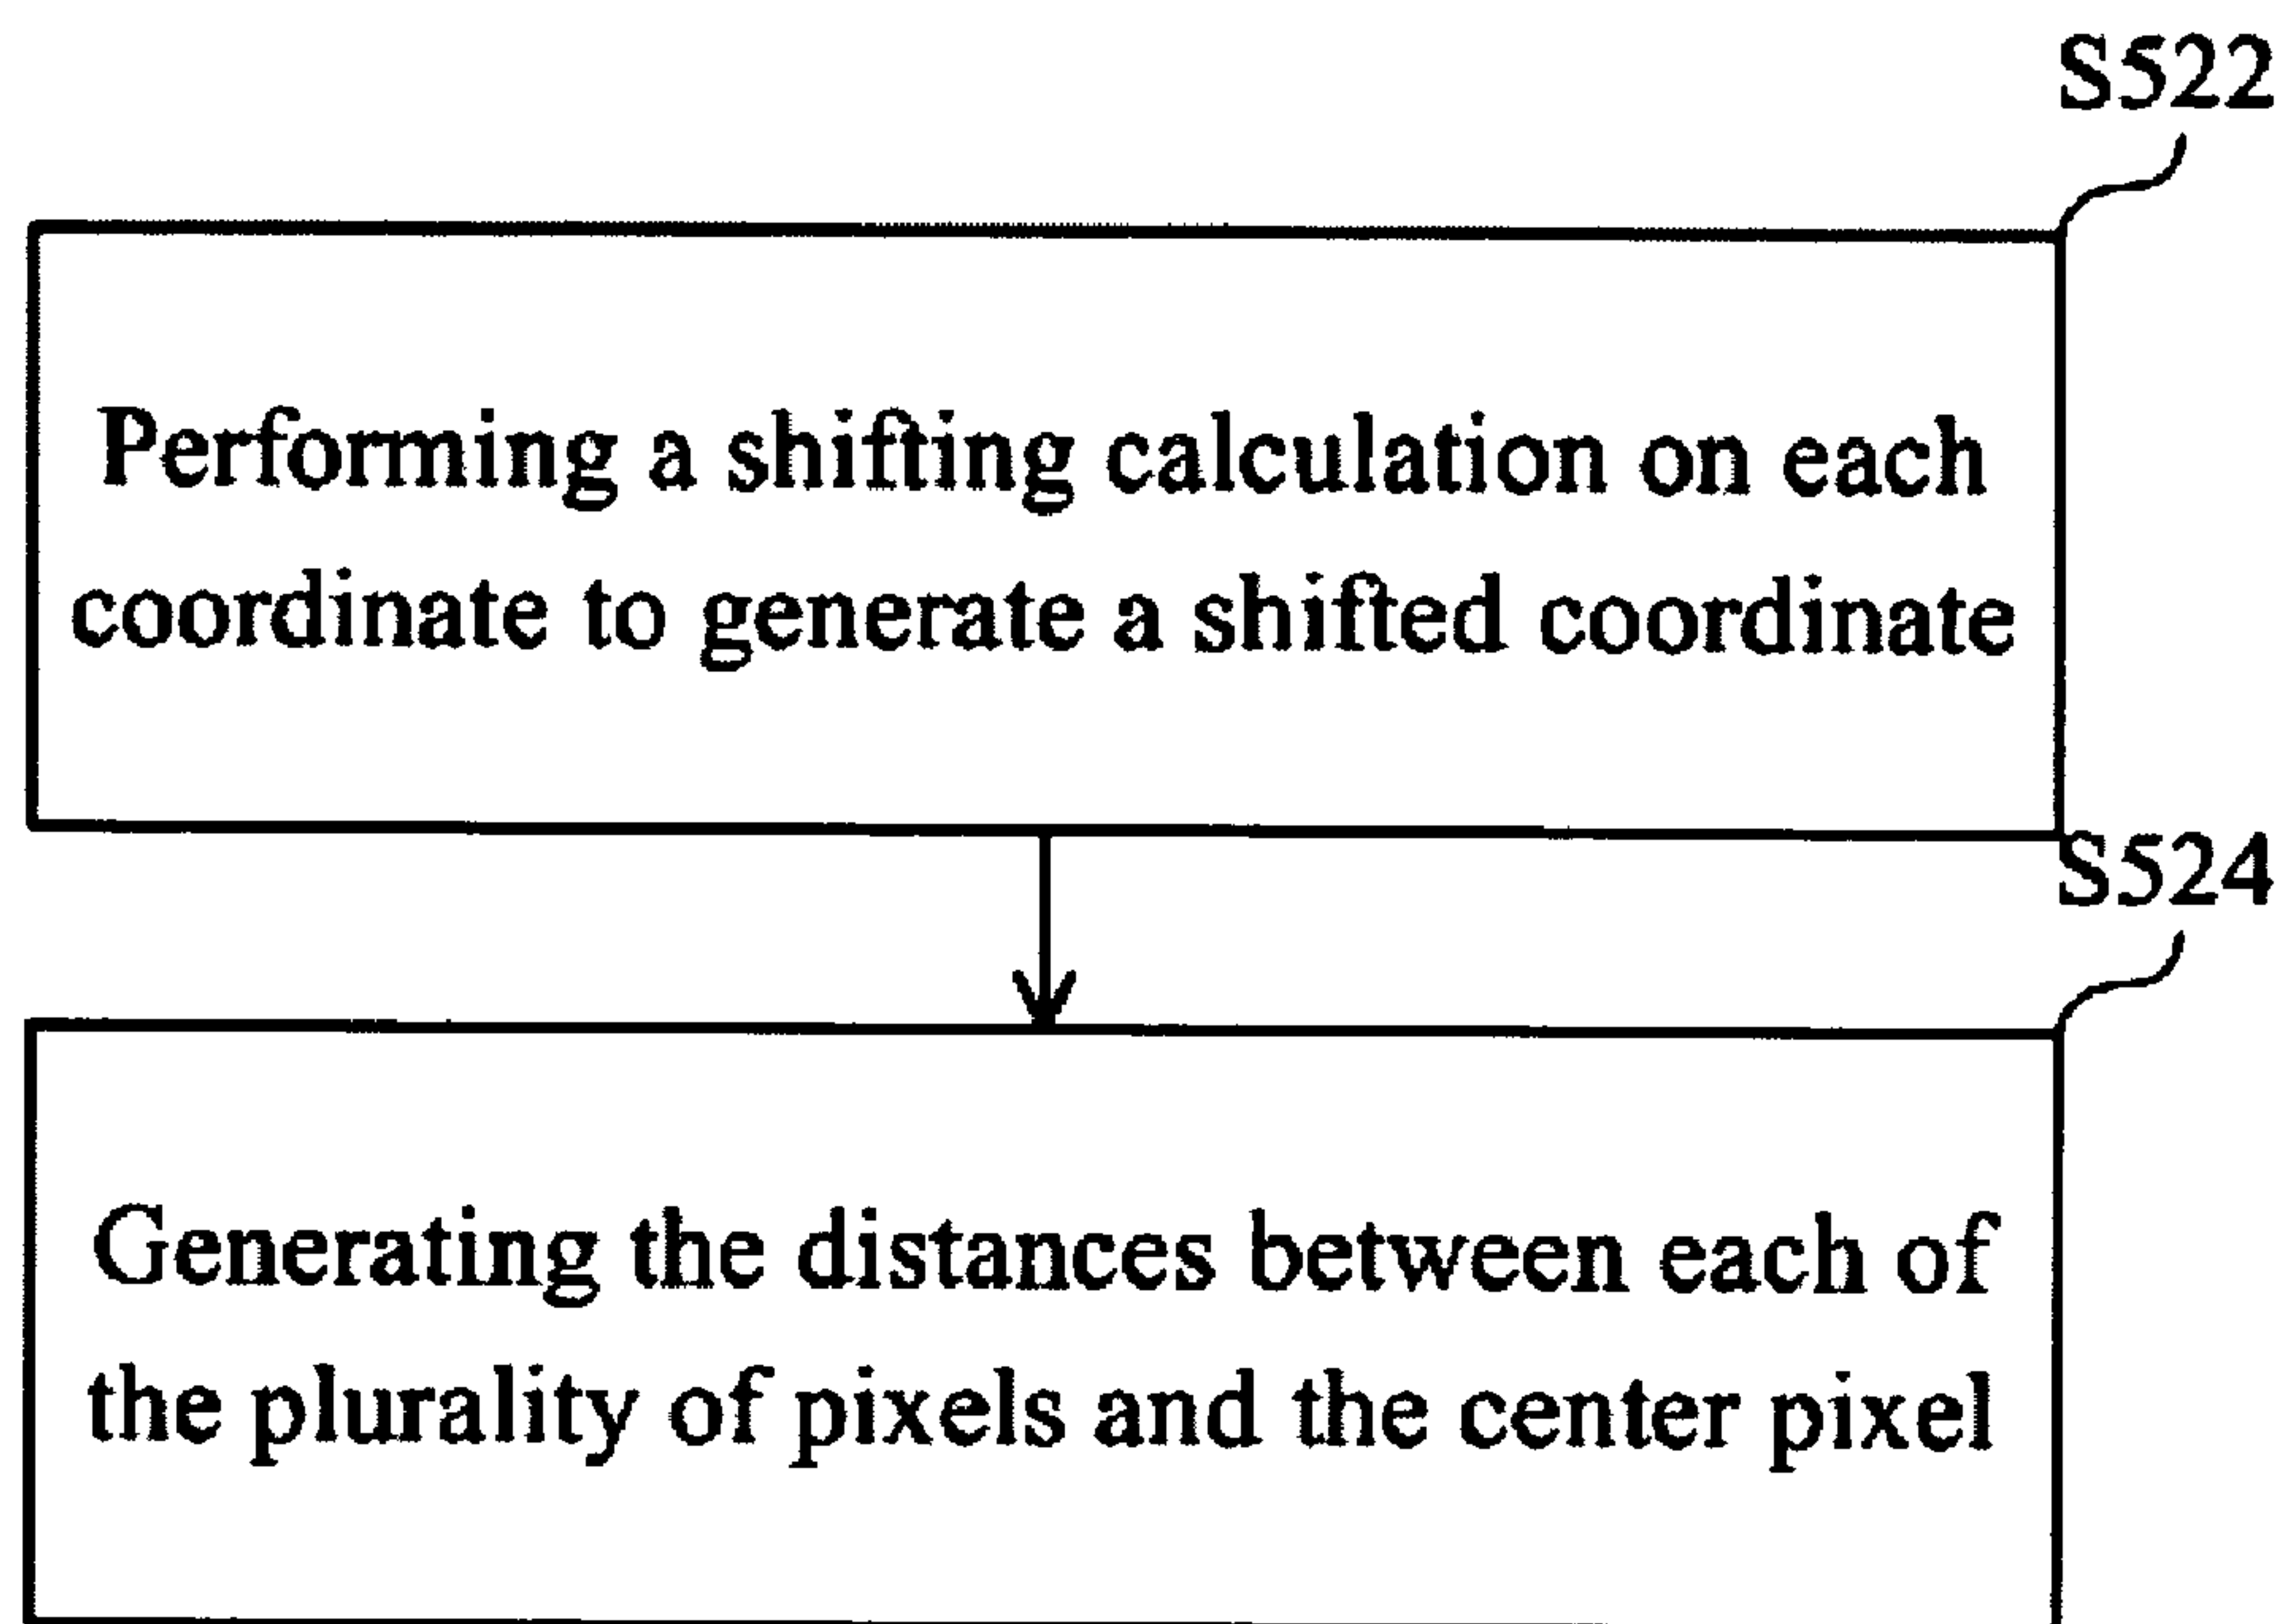 S522
Performing a shifting calculation on each
coordinate to generate a shifted coordinate
S524
Generating the distances between each of
the plurality of pixels and the center pixel